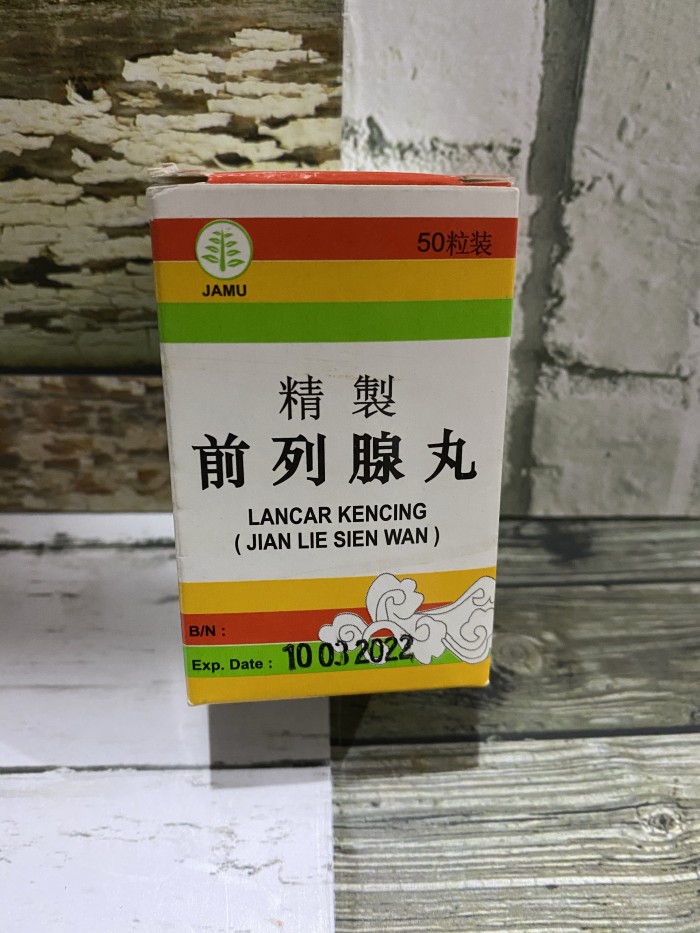 50粒装
JAMU
精製
前列腺丸
LANCAR KENCING
( JIAN LIE SIEN WAN )
B/N :
Exp. Date : 10 03 2022